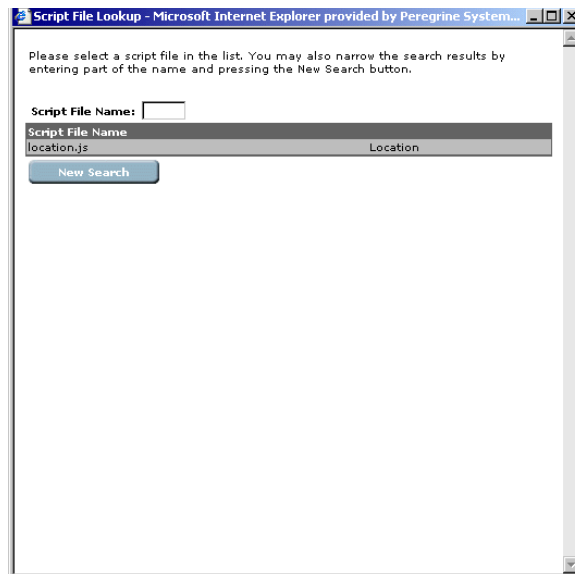 Script File Lookup - Microsoft Internet Explorer provided by Peregrine System...
Please select a script file in the list. You may also narrow the search results by
entering part of the name and pressing the New Search button.
Script File Name:
Script File Name
location.js Location
New Search